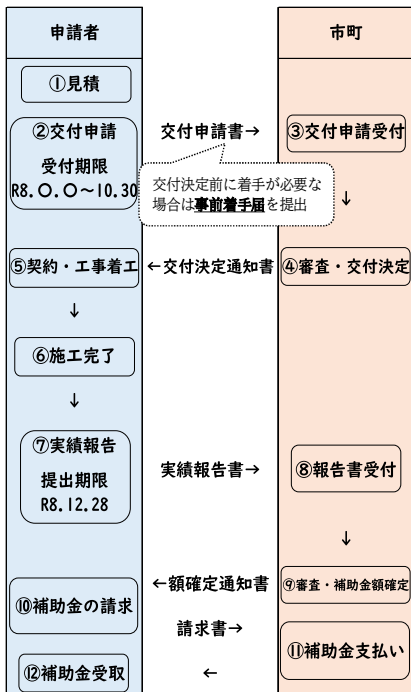 申請者
市町
①見積
②交付申請
受付期限
R8.〇.〇～10.30
交付申請書→
③交付申請受付
交付決定前に着手が必要な
場合は事前着手届を提出
↓
⑤契約・工事着工
←交付決定通知書
④審査・交付決定
↓
⑥施工完了
↓
⑦実績報告
提出期限
R8.12.28
実績報告書→
⑧報告書受付
↓
←額確定通知書
⑨審査・補助金額確定
⑩補助金の請求
請求書→
⑪補助金支払い
⑫補助金受取
←